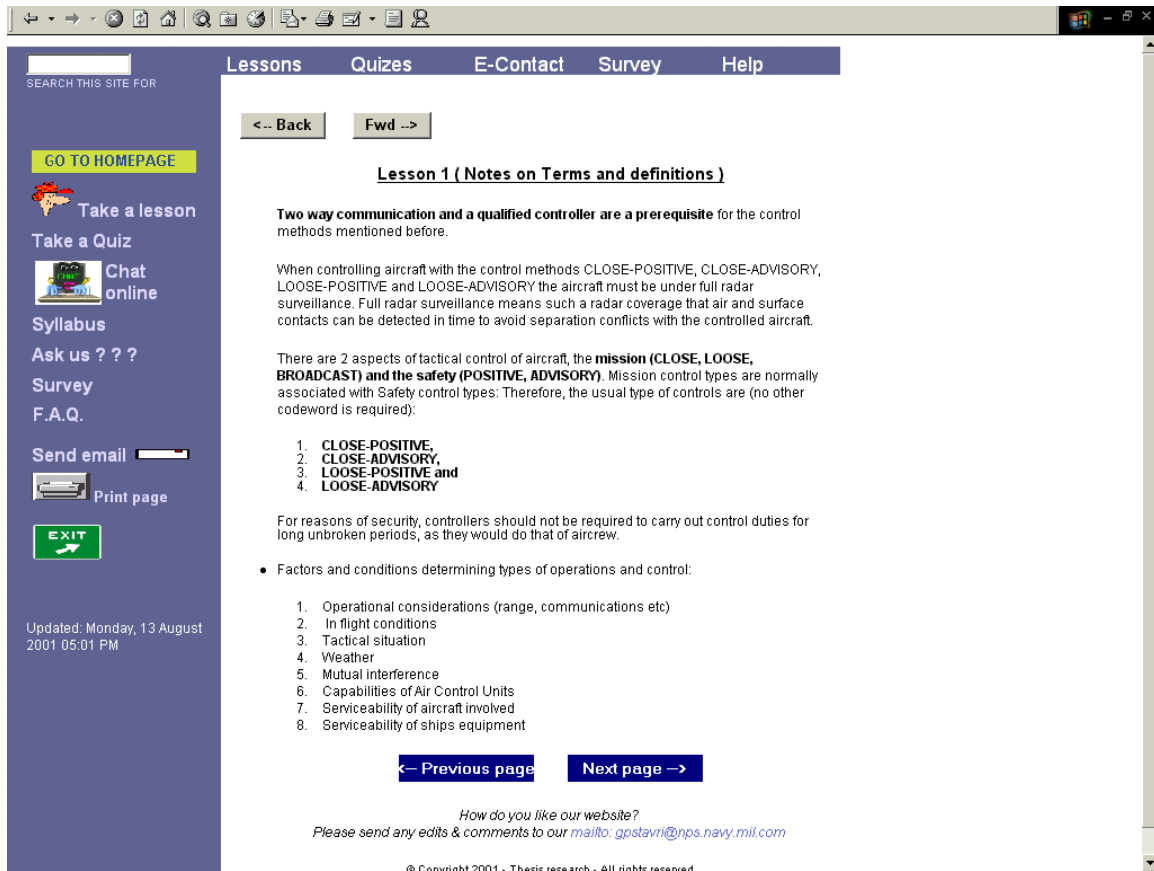 Lessons Quizes E-Contact Survey Help
SEARCH THIS SITE FOR
<-- Back Fwd -->
GO TO HOMEPAGE
Take a lesson
Take a Quiz
Chat
online
Syllabus
Ask us ? ? ?
Survey
F.A.Q.
Send email
Print page
EXIT
Updated: Monday, 13 August
2001 05:01 PM
Lesson 1 ( Notes on Terms and definitions )
Two way communication and a qualified controller are a prerequisite for the control
methods mentioned before.
When controlling aircraft with the control methods CLOSE-POSITIVE, CLOSE-ADVISORY,
LOOSE-POSITIVE and LOOSE-ADVISORY the aircraft must be under full radar
surveillance. Full radar surveillance means such a radar coverage that air and surface
contacts can be detected in time to avoid separation conflicts with the controlled aircraft.
There are 2 aspects of tactical control of aircraft, the mission (CLOSE, LOOSE,
BROADCAST) and the safety (POSITIVE, ADVISORY). Mission control types are normally
associated with Safety control types: Therefore, the usual type of controls are (no other
codeword is required):
1. CLOSE-POSITIVE,
2. CLOSE-ADVISORY,
3. LOOSE-POSITIVE and
4. LOOSE-ADVISORY
For reasons of security, controllers should not be required to carry out control duties for
long unbroken periods, as they would do that of aircrew.
• Factors and conditions determining types of operations and control:
1. Operational considerations (range, communications etc)
2. In flight conditions
3. Tactical situation
4. Weather
5. Mutual interference
6. Capabilities of Air Control Units
7. Serviceability of aircraft involved
8. Serviceability of ships equipment
<-- Previous page Next page -->
How do you like our website?
Please send any edits & comments to our mailto: gpstavri@nps.navy.mil.com
© Copyright 2001 - Thesis research - All rights reserved